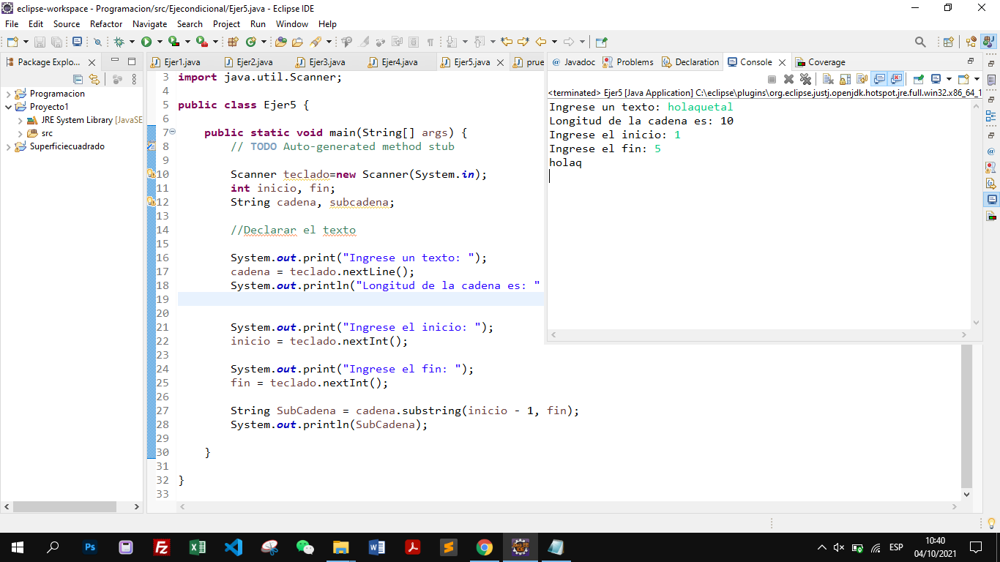 eclipse-workspace - Programacion/src/Ejecondicional/Ejer5.java - Eclipse IDE
File Edit Source Refactor Navigate Search Project Run Window Help
Package Explo...
Programacion
Proyecto1
JRE System Library [JavaSE
src
Superficiecuadrado
Ejer1.java Ejer2.java Ejer3.java Ejer4.java Ejer5.java prue
3 import java.util.Scanner;
4
5 public class Ejer5 {
6
7 public static void main(String[] args) {
8 // TODO Auto-generated method stub
9
10 Scanner teclado=new Scanner(System.in);
11 int inicio, fin;
12 String cadena, subcadena;
13
14 //Declarar el texto
15
16 System.out.print("Ingrese un texto: ");
17 cadena = teclado.nextLine();
18 System.out.println("Longitud de la cadena es: "
19
20
21 System.out.print("Ingrese el inicio: ");
22 inicio = teclado.nextInt();
23
24 System.out.print("Ingrese el fin: ");
25 fin = teclado.nextInt();
26
27 String SubCadena = cadena.substring(inicio - 1, fin);
28 System.out.println(SubCadena);
29
30 }
31
32 }
33
Javadoc Problems Declaration Console Coverage
<terminated> Ejer5 [Java Application] C:\eclipse\plugins\org.eclipse.justj.openjdk.hotspot.jre.full.win32.x86_64_1
Ingrese un texto: holaquetal
Longitud de la cadena es: 10
Ingrese el inicio: 1
Ingrese el fin: 5
holaq
ESP
10:40
04/10/2021